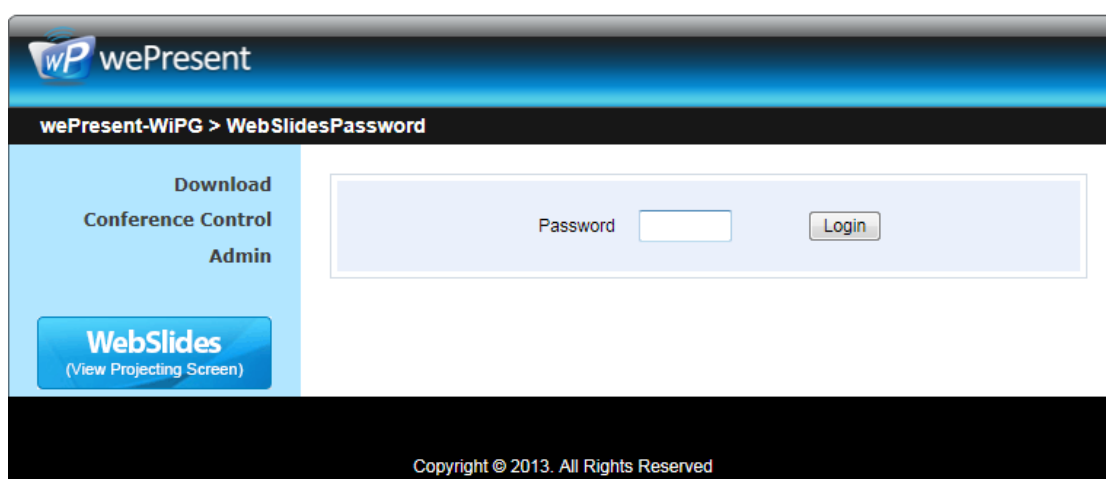 wP wePresent
wePresent-WiPG > WebSlidesPassword
Download
Conference Control
Admin
WebSlides
(View Projecting Screen)
Password
Login
Copyright © 2013. All Rights Reserved